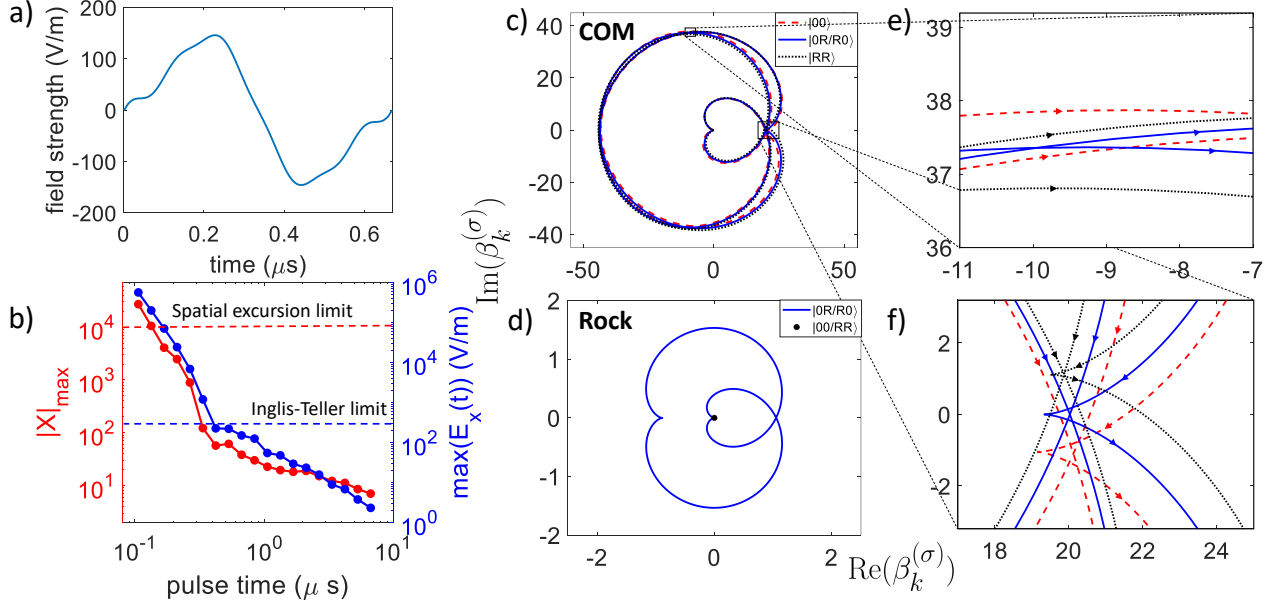 a)
field strength (V/m)
200
100
0
-100
-200
0
0.2
0.4
0.6
time (μs)
b)
|X|max
10^4
10^3
10^2
10^1
Spatial excursion limit
Inglis-Teller limit
10^6
10^4
10^2
10^0
max(E_x(t)) (V/m)
10^-1
10^0
10^1
pulse time (μ s)
c)
COM
|00⟩
|0R/R0⟩
|RR⟩
40
20
0
-20
-40
-50
0
50
Im(β_k^(σ))
d)
Rock
|0R/R0⟩
|00/RR⟩
2
1
0
-1
-2
-2
0
2
Re(β_k^(σ))
e)
39
38
37
36
-11
-10
-9
-8
-7
f)
2
0
-2
18
20
22
24